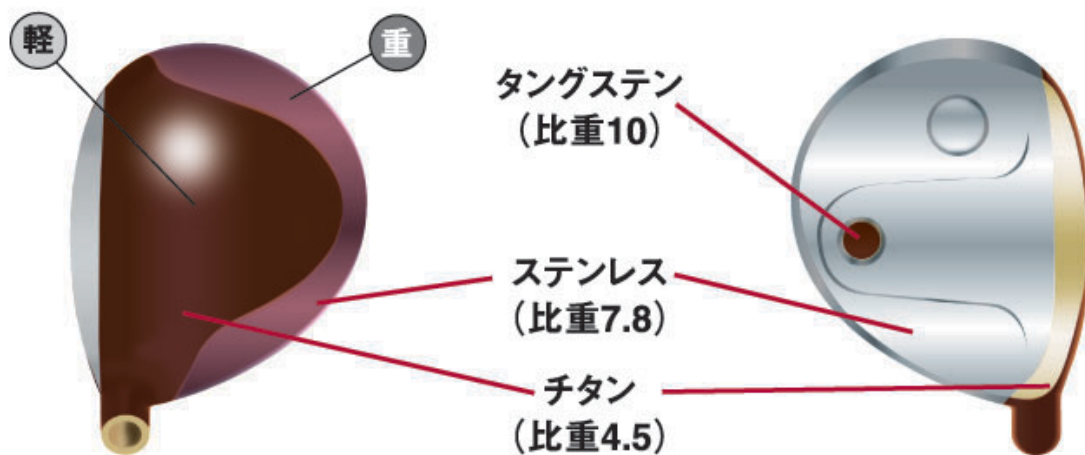 軽
重
タングステン
（比重10）
ステンレス
（比重7.8）
チタン
（比重4.5）